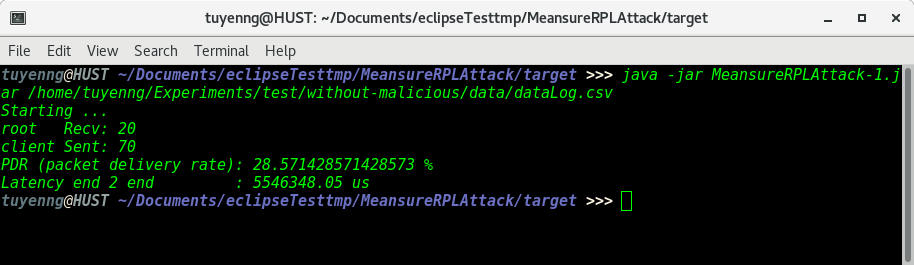 tuyenng@HUST: ~/Documents/eclipseTesttmp/MeansureRPLAttack/target
File Edit View Search Terminal Help
tuyenng@HUST ~/Documents/eclipseTesttmp/MeansureRPLAttack/target >>> java -jar MeansureRPLAttack-1.j
ar /home/tuyenng/Experiments/test/without-malicious/data/dataLog.csv
Starting ...
root   Recv: 20
client Sent: 70
PDR (packet delivery rate): 28.571428571428573 %
Latency end 2 end         : 5546348.05 us
tuyenng@HUST ~/Documents/eclipseTesttmp/MeansureRPLAttack/target >>>